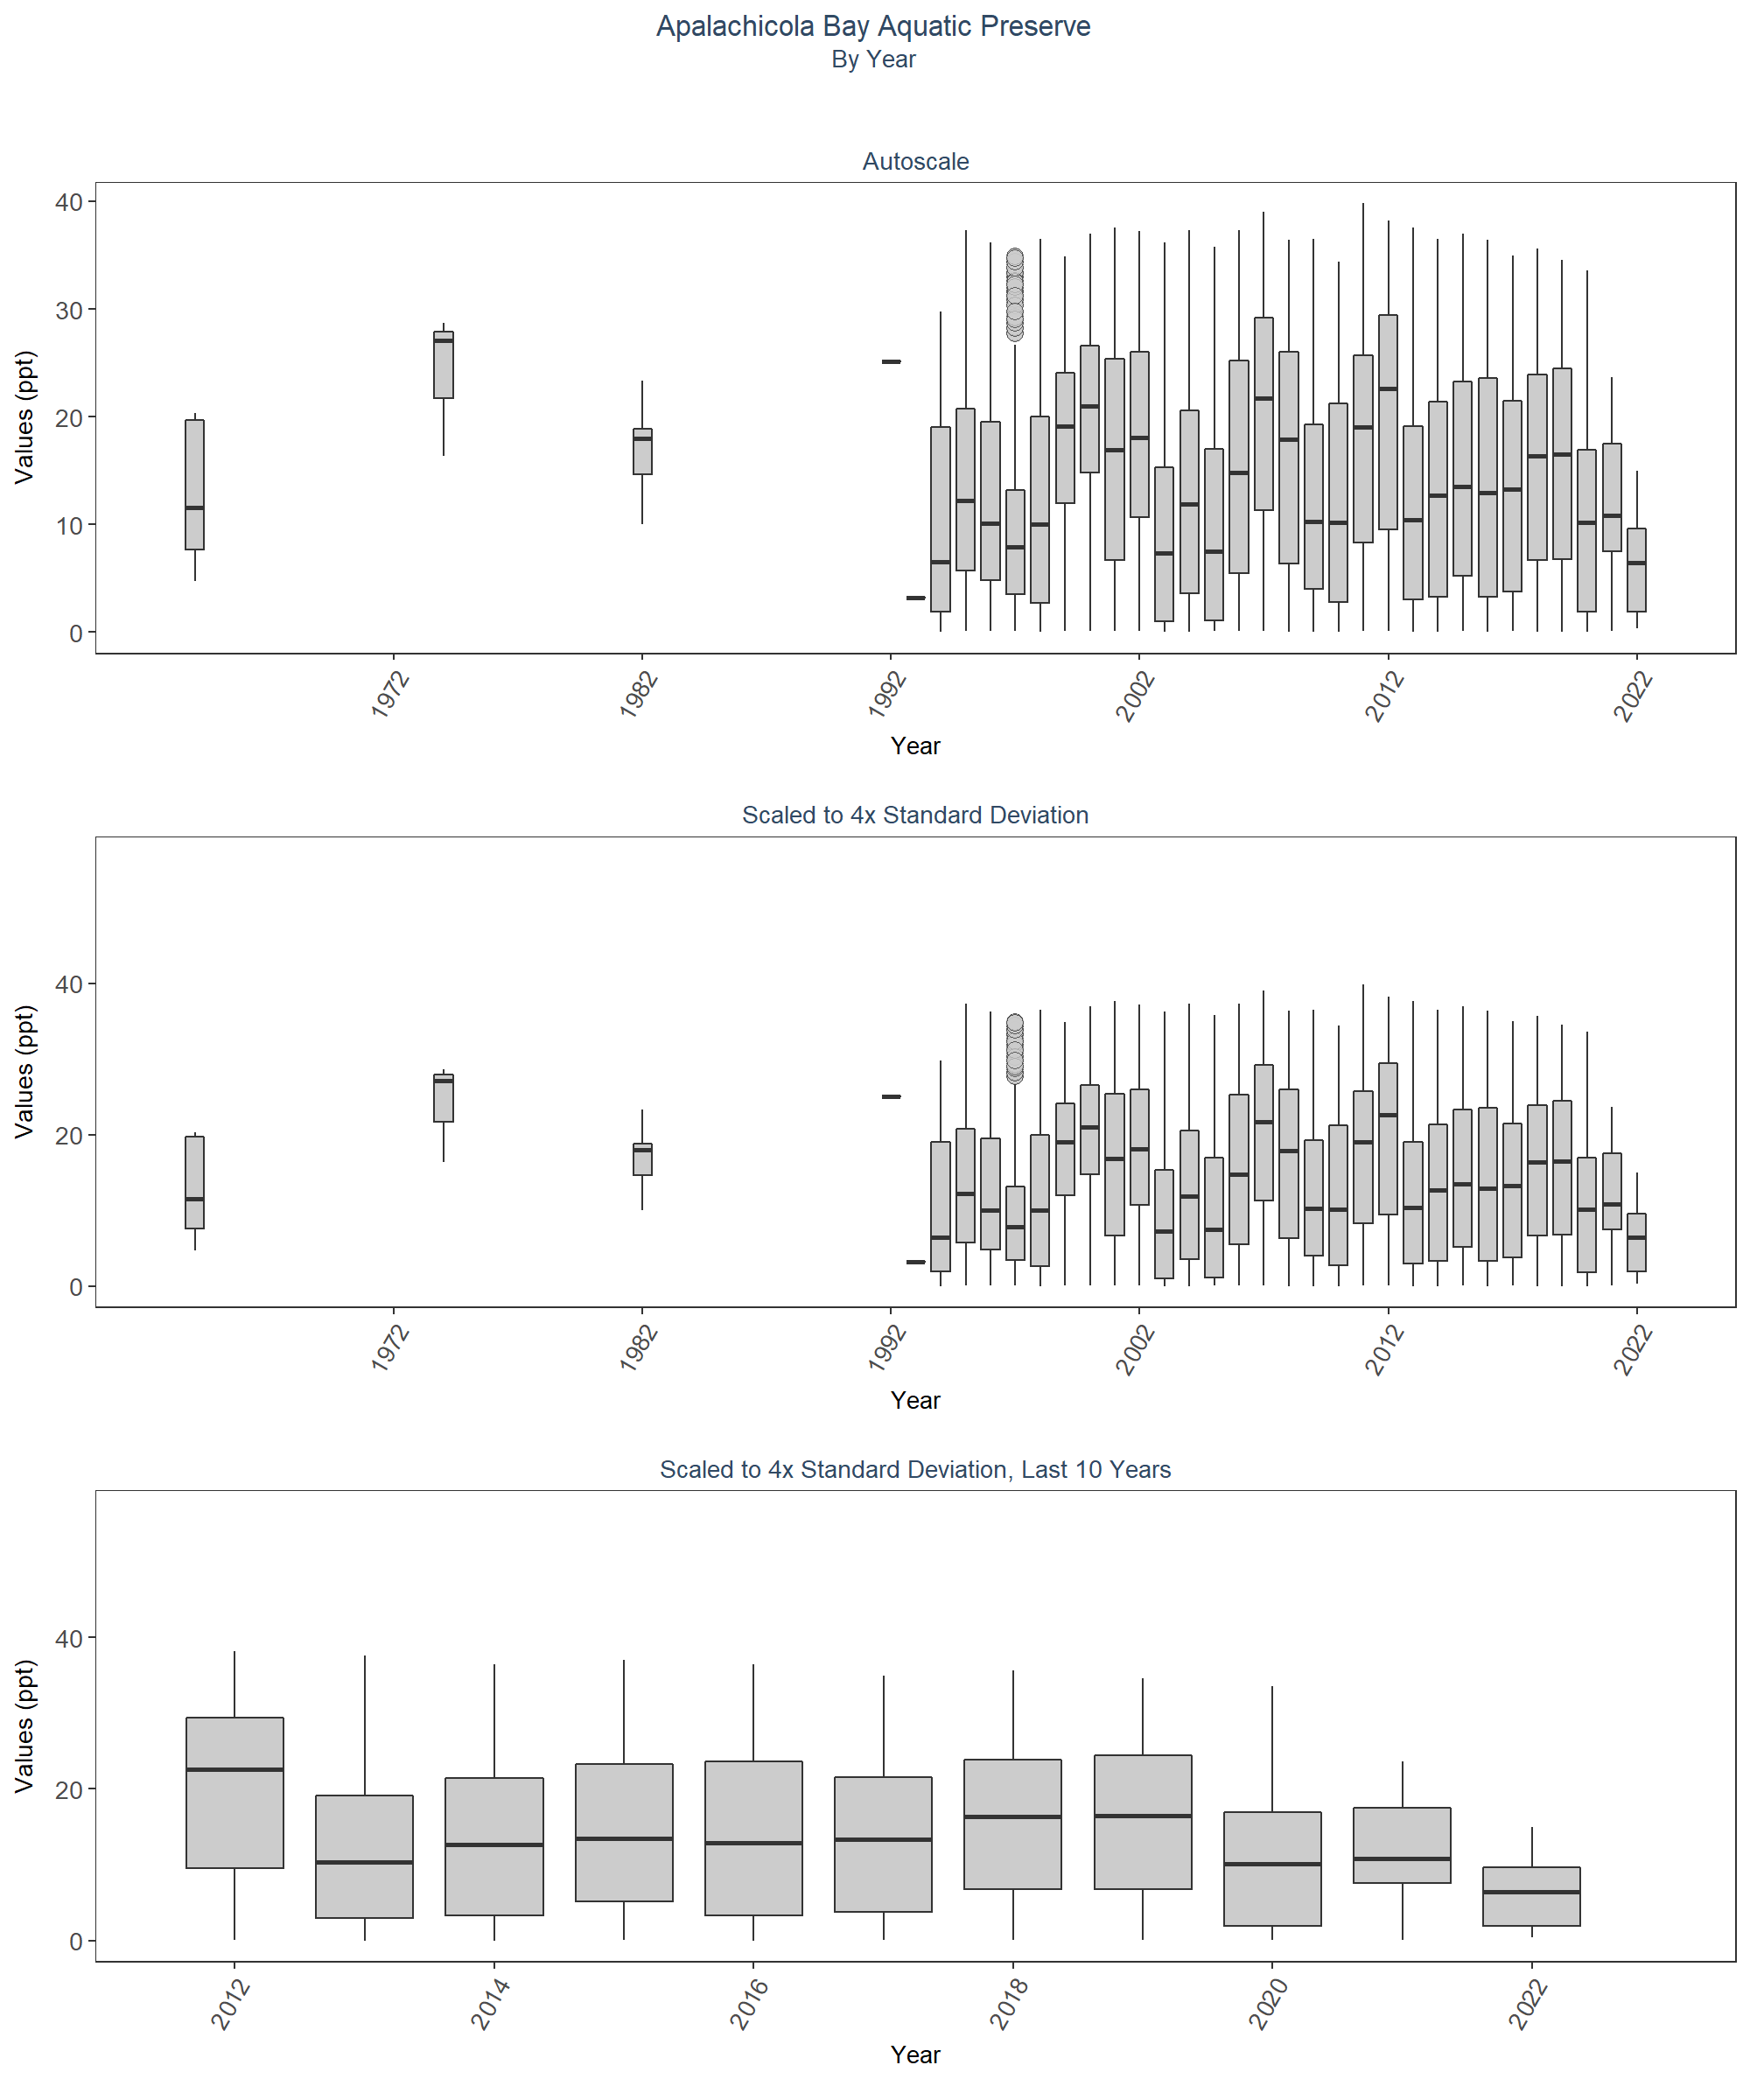 Apalachicola Bay Aquatic Preserve
By Year
Autoscale
Values (ppt)
40
30
20
10
0
1972 1982 1992 2002 2012 2022
Year
Scaled to 4x Standard Deviation
Values (ppt)
40
20
0
1972 1982 1992 2002 2012 2022
Year
Scaled to 4x Standard Deviation, Last 10 Years
Values (ppt)
40
20
0
2012 2014 2016 2018 2020 2022
Year